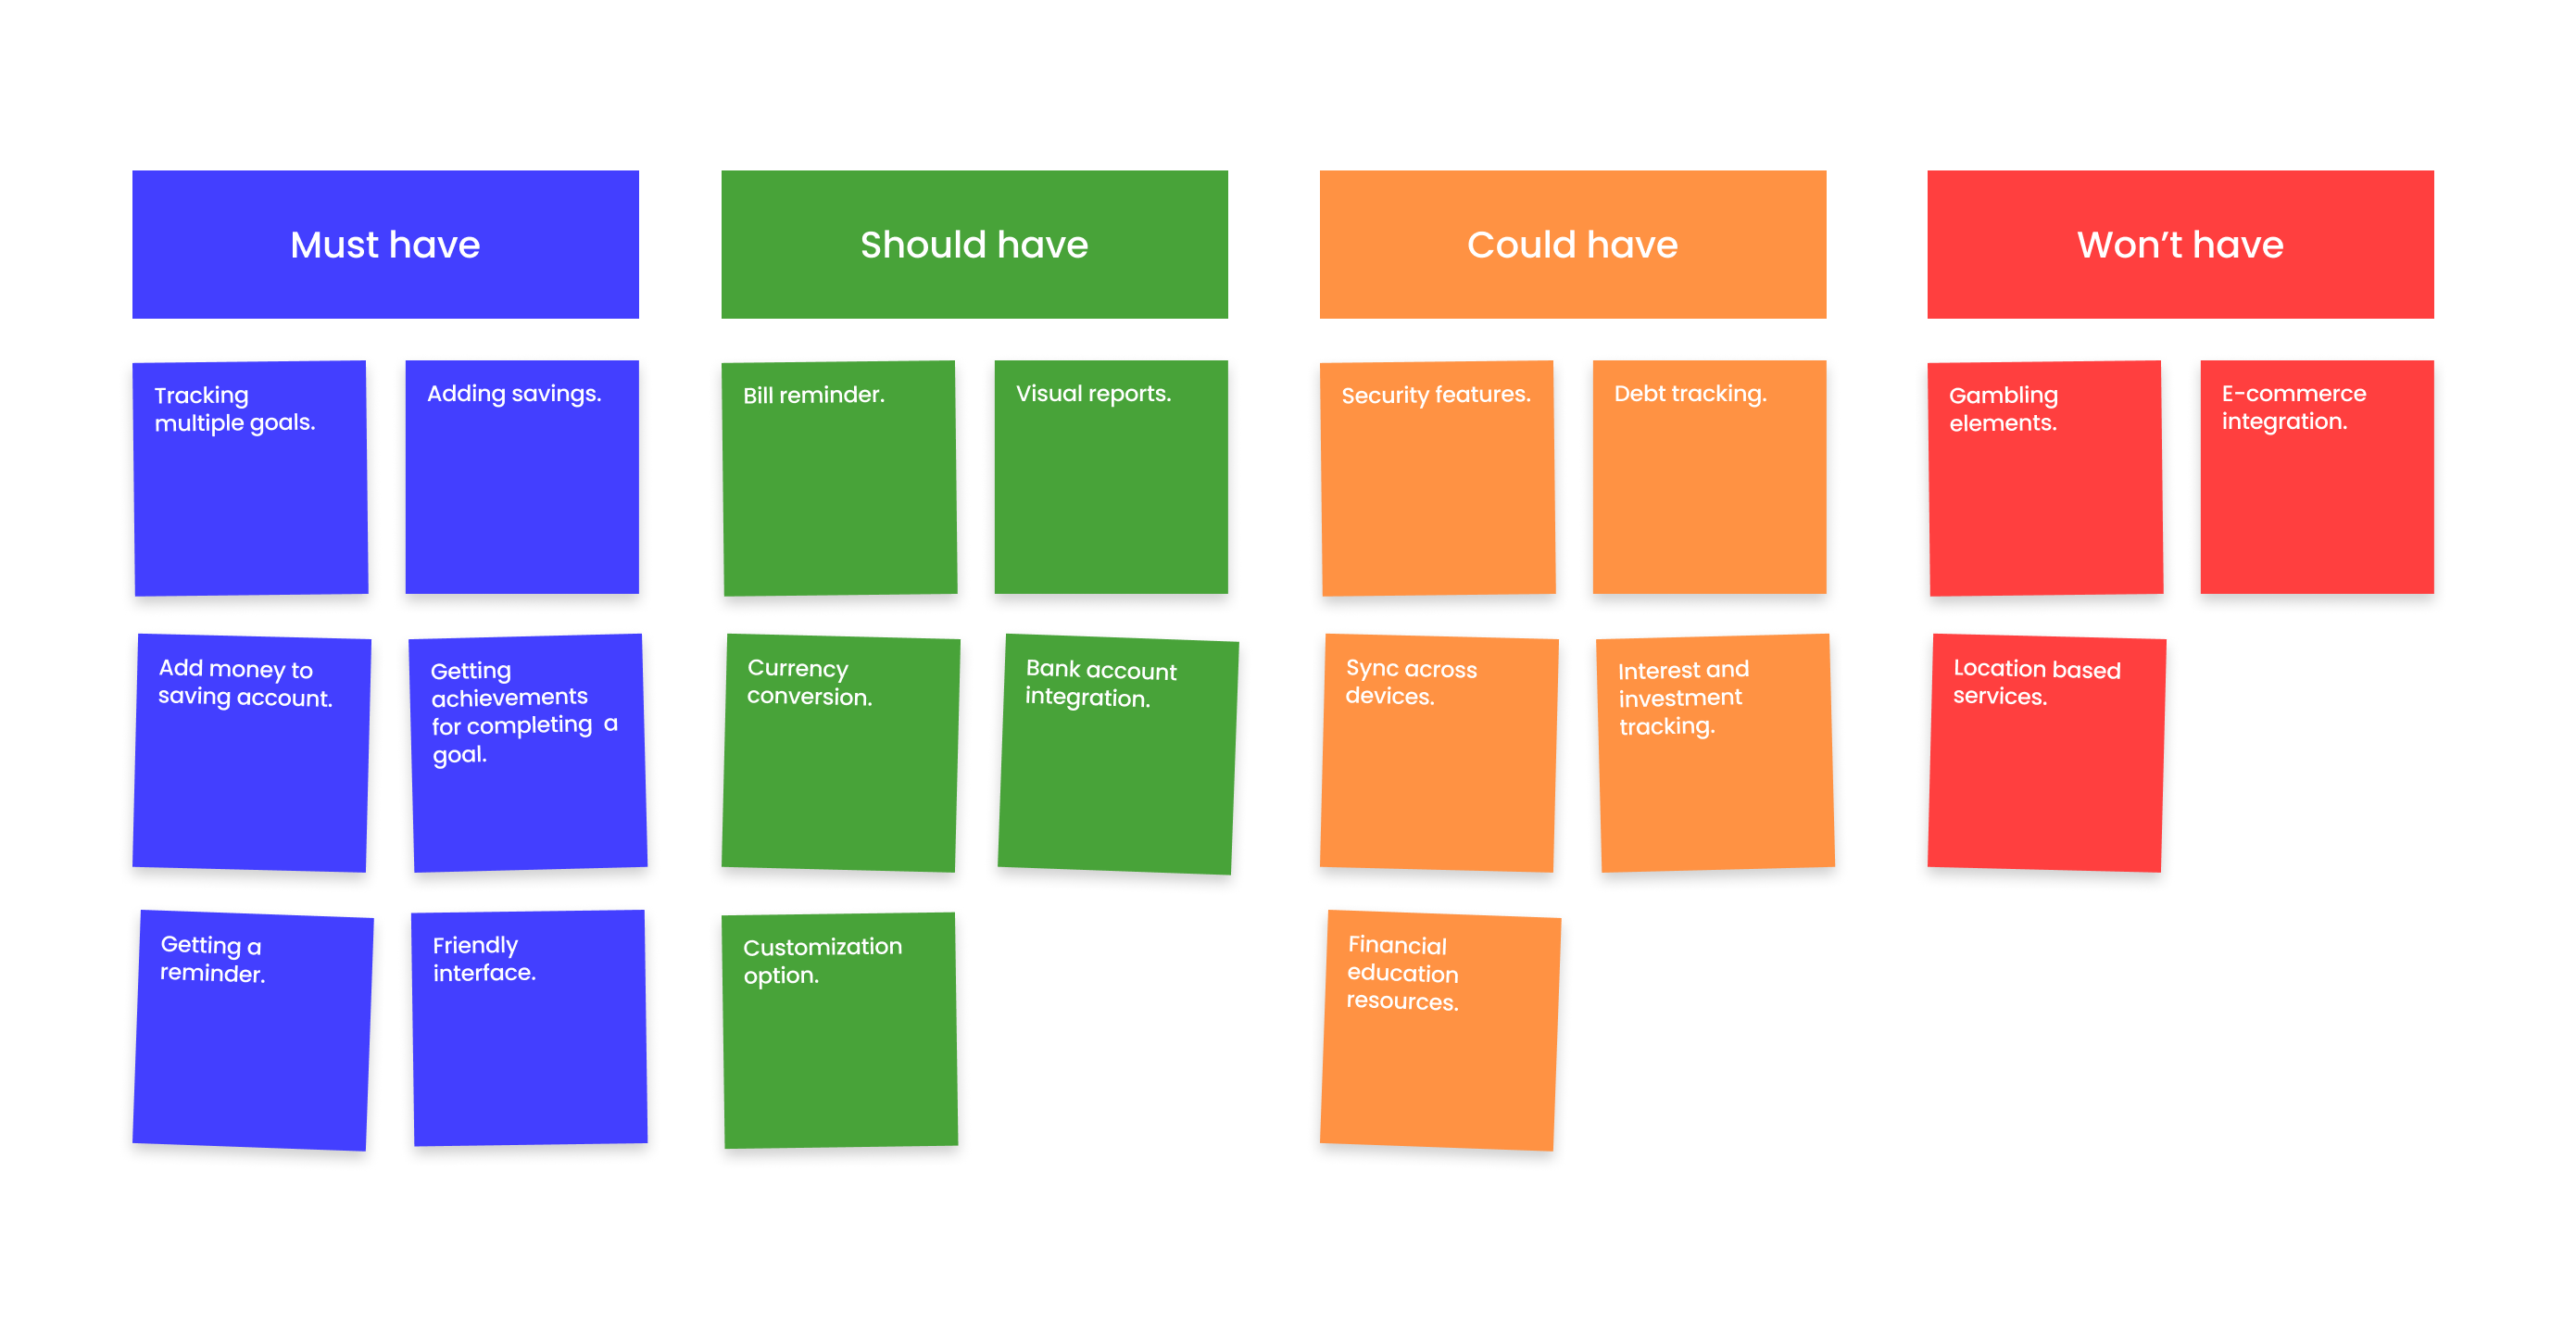 Must have
Tracking
multiple goals.
Adding savings.
Add money to
saving account.
Getting
achievements
for completing  a
goal.
Getting a
reminder.
Friendly
interface.
Should have
Bill reminder.
Visual reports.
Currency
conversion.
Bank account
integration.
Customization
option.
Could have
Security features.
Debt tracking.
Sync across
devices.
Interest and
investment
tracking.
Financial
education
resources.
Won’t have
Gambling
elements.
E-commerce
integration.
Location based
services.